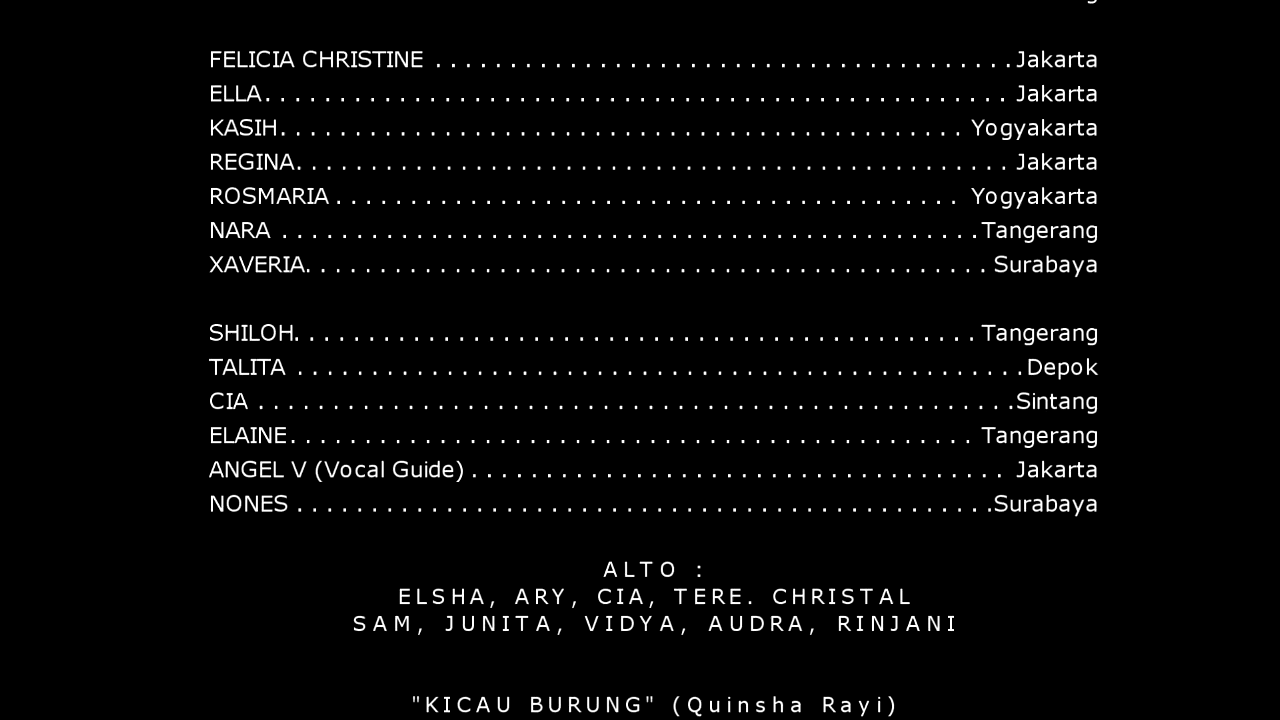 FELICIA CHRISTINE . . . . . . . . . . . . . . . . . . . . . . . . . . . . . . . . . . . . . . . Jakarta
ELLA. . . . . . . . . . . . . . . . . . . . . . . . . . . . . . . . . . . . . . . . . . . . . . . . . . Jakarta
KASIH. . . . . . . . . . . . . . . . . . . . . . . . . . . . . . . . . . . . . . . . . . . . . . Yogyakarta
REGINA. . . . . . . . . . . . . . . . . . . . . . . . . . . . . . . . . . . . . . . . . . . . . . . . Jakarta
ROSMARIA . . . . . . . . . . . . . . . . . . . . . . . . . . . . . . . . . . . . . . . . . . Yogyakarta
NARA . . . . . . . . . . . . . . . . . . . . . . . . . . . . . . . . . . . . . . . . . . . . . . . Tangerang
XAVERIA. . . . . . . . . . . . . . . . . . . . . . . . . . . . . . . . . . . . . . . . . . . . . . Surabaya
SHILOH. . . . . . . . . . . . . . . . . . . . . . . . . . . . . . . . . . . . . . . . . . . . . . Tangerang
TALITA . . . . . . . . . . . . . . . . . . . . . . . . . . . . . . . . . . . . . . . . . . . . . . . . . Depok
CIA . . . . . . . . . . . . . . . . . . . . . . . . . . . . . . . . . . . . . . . . . . . . . . . . . . . Sintang
ELAINE. . . . . . . . . . . . . . . . . . . . . . . . . . . . . . . . . . . . . . . . . . . . . . Tangerang
ANGEL V (Vocal Guide) . . . . . . . . . . . . . . . . . . . . . . . . . . . . . . . . . . . . Jakarta
NONES . . . . . . . . . . . . . . . . . . . . . . . . . . . . . . . . . . . . . . . . . . . . . . . Surabaya
ALTO :
ELSHA, ARY, CIA, TERE. CHRISTAL
SAM, JUNITA, VIDYA, AUDRA, RINJANI
"KICAU BURUNG" (Quinsha Rayi)